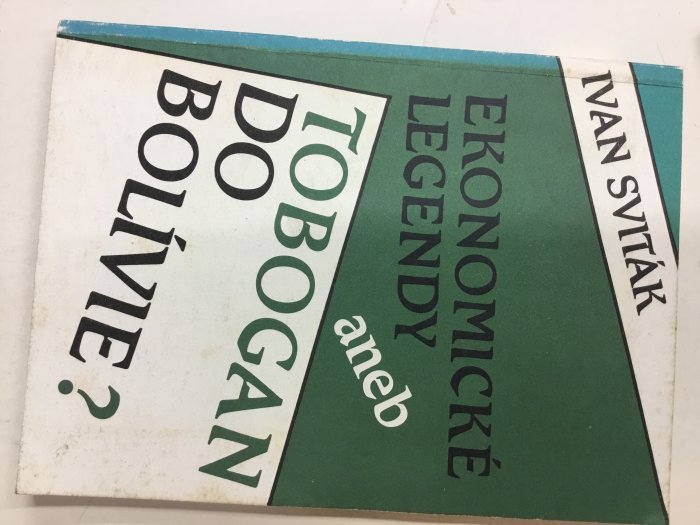 IVAN SVITÁK
EKONOMICKÉ
LEGENDY
aneb
TOBOGAN
DO
BOLÍVIE?